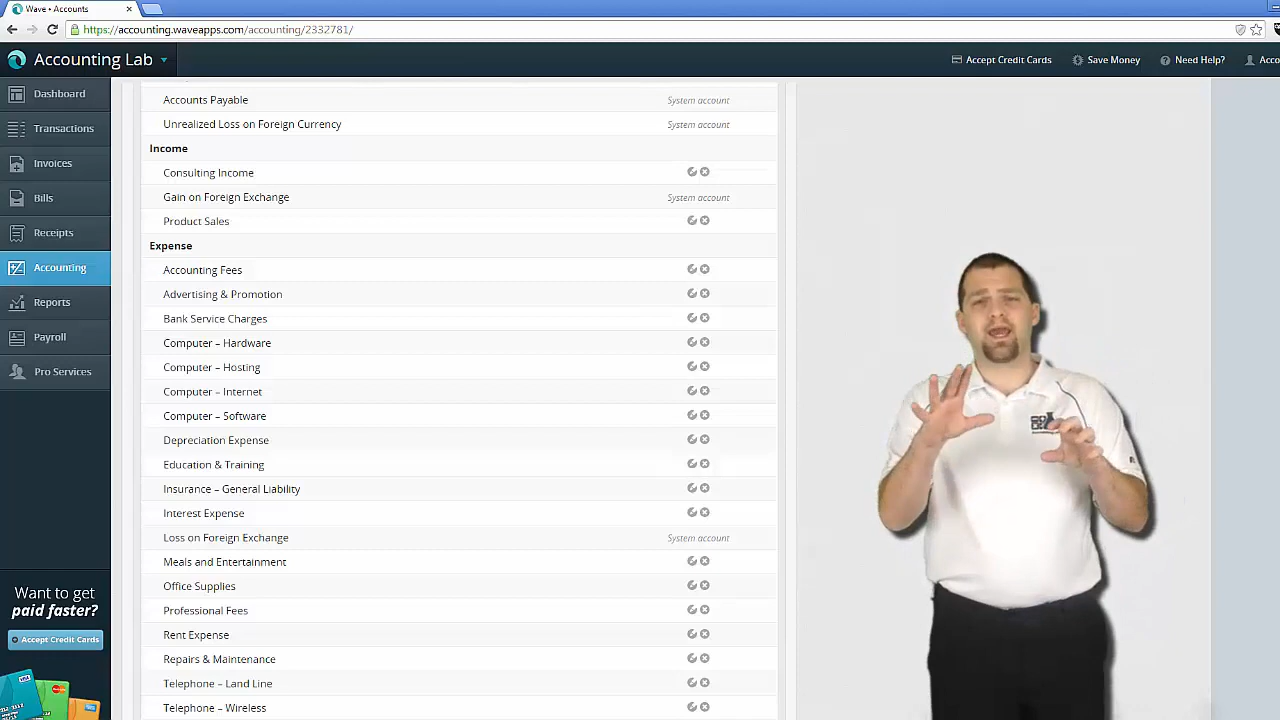 Wave • Accounts
https://accounting.waveapps.com/accounting/2332781/
Accounting Lab
Accept Credit Cards
Save Money
Need Help?
Acco
Dashboard
Transactions
Invoices
Bills
Receipts
Accounting
Reports
Payroll
Pro Services
Want to get
paid faster?
Accept Credit Cards
Accounts Payable System account
Unrealized Loss on Foreign Currency System account
Income
Consulting Income
Gain on Foreign Exchange System account
Product Sales
Expense
Accounting Fees
Advertising & Promotion
Bank Service Charges
Computer – Hardware
Computer – Hosting
Computer – Internet
Computer – Software
Depreciation Expense
Education & Training
Insurance – General Liability
Interest Expense
Loss on Foreign Exchange System account
Meals and Entertainment
Office Supplies
Professional Fees
Rent Expense
Repairs & Maintenance
Telephone – Land Line
Telephone – Wireless